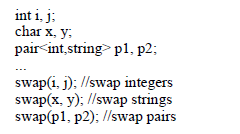 int i, j;
char x, y;
pair<int,string> p1, p2;
...
swap(i, j); //swap integers
swap(x, y); //swap strings
swap(p1, p2); //swap pairs